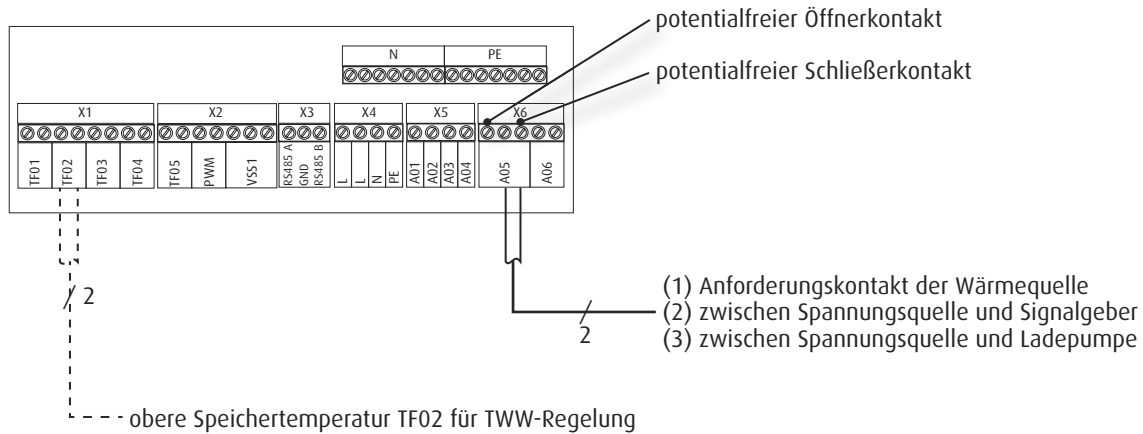 potentialfreier Öffnerkontakt
N PE
potentialfreier Schließerkontakt
X1 X2 X3 X4 X5 X6
TF01 TF02 TF03 TF04 TF05 PWM VSS1 RS485 A GND RS485 B L L N PE A01 A02 A03 A04 A05 A06
2
(1) Anforderungskontakt der Wärmequelle
(2) zwischen Spannungsquelle und Signalgeber
2
(3) zwischen Spannungsquelle und Ladepumpe
obere Speichertemperatur TF02 für TWW-Regelung